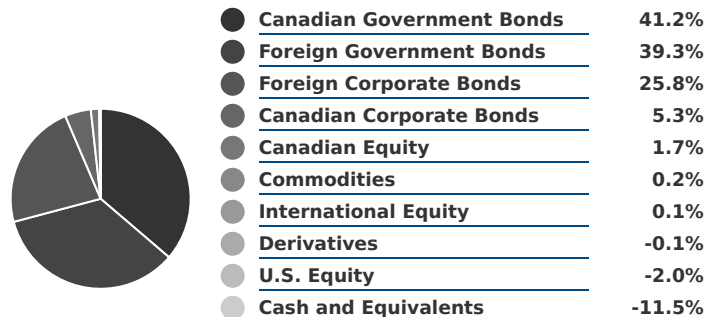 Canadian Government Bonds 41.2%
Foreign Government Bonds 39.3%
Foreign Corporate Bonds 25.8%
Canadian Corporate Bonds 5.3%
Canadian Equity 1.7%
Commodities 0.2%
International Equity 0.1%
Derivatives -0.1%
U.S. Equity -2.0%
Cash and Equivalents -11.5%